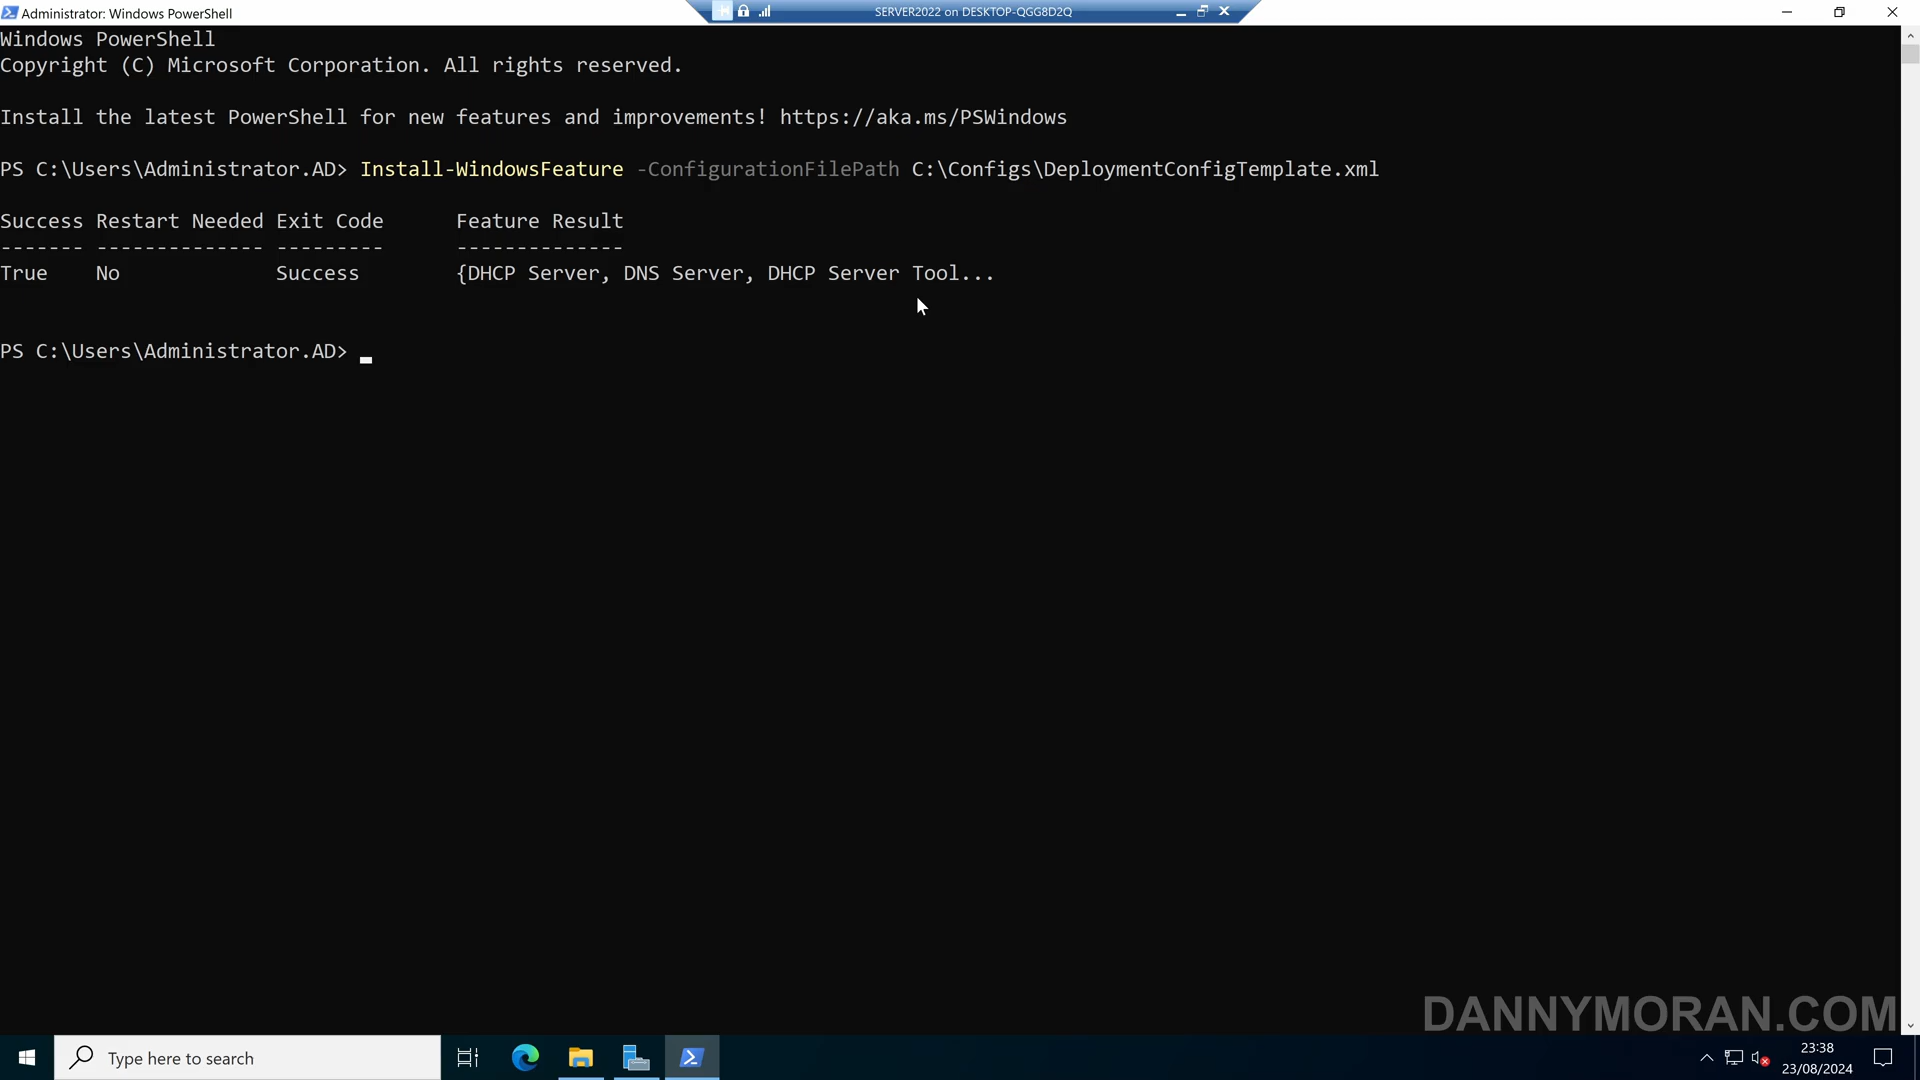 Administrator: Windows PowerShell
SERVER2022 on DESKTOP-QGG8D2Q
Windows PowerShell
Copyright (C) Microsoft Corporation. All rights reserved.
Install the latest PowerShell for new features and improvements! https://aka.ms/PSWindows
PS C:\Users\Administrator.AD> Install-WindowsFeature -ConfigurationFilePath C:\Configs\DeploymentConfigTemplate.xml
Success Restart Needed Exit Code      Feature Result
------- -------------- ---------      --------------
True    No             Success        {DHCP Server, DNS Server, DHCP Server Tool...
PS C:\Users\Administrator.AD>
DANNYMORAN.COM
Type here to search
23:38
23/08/2024